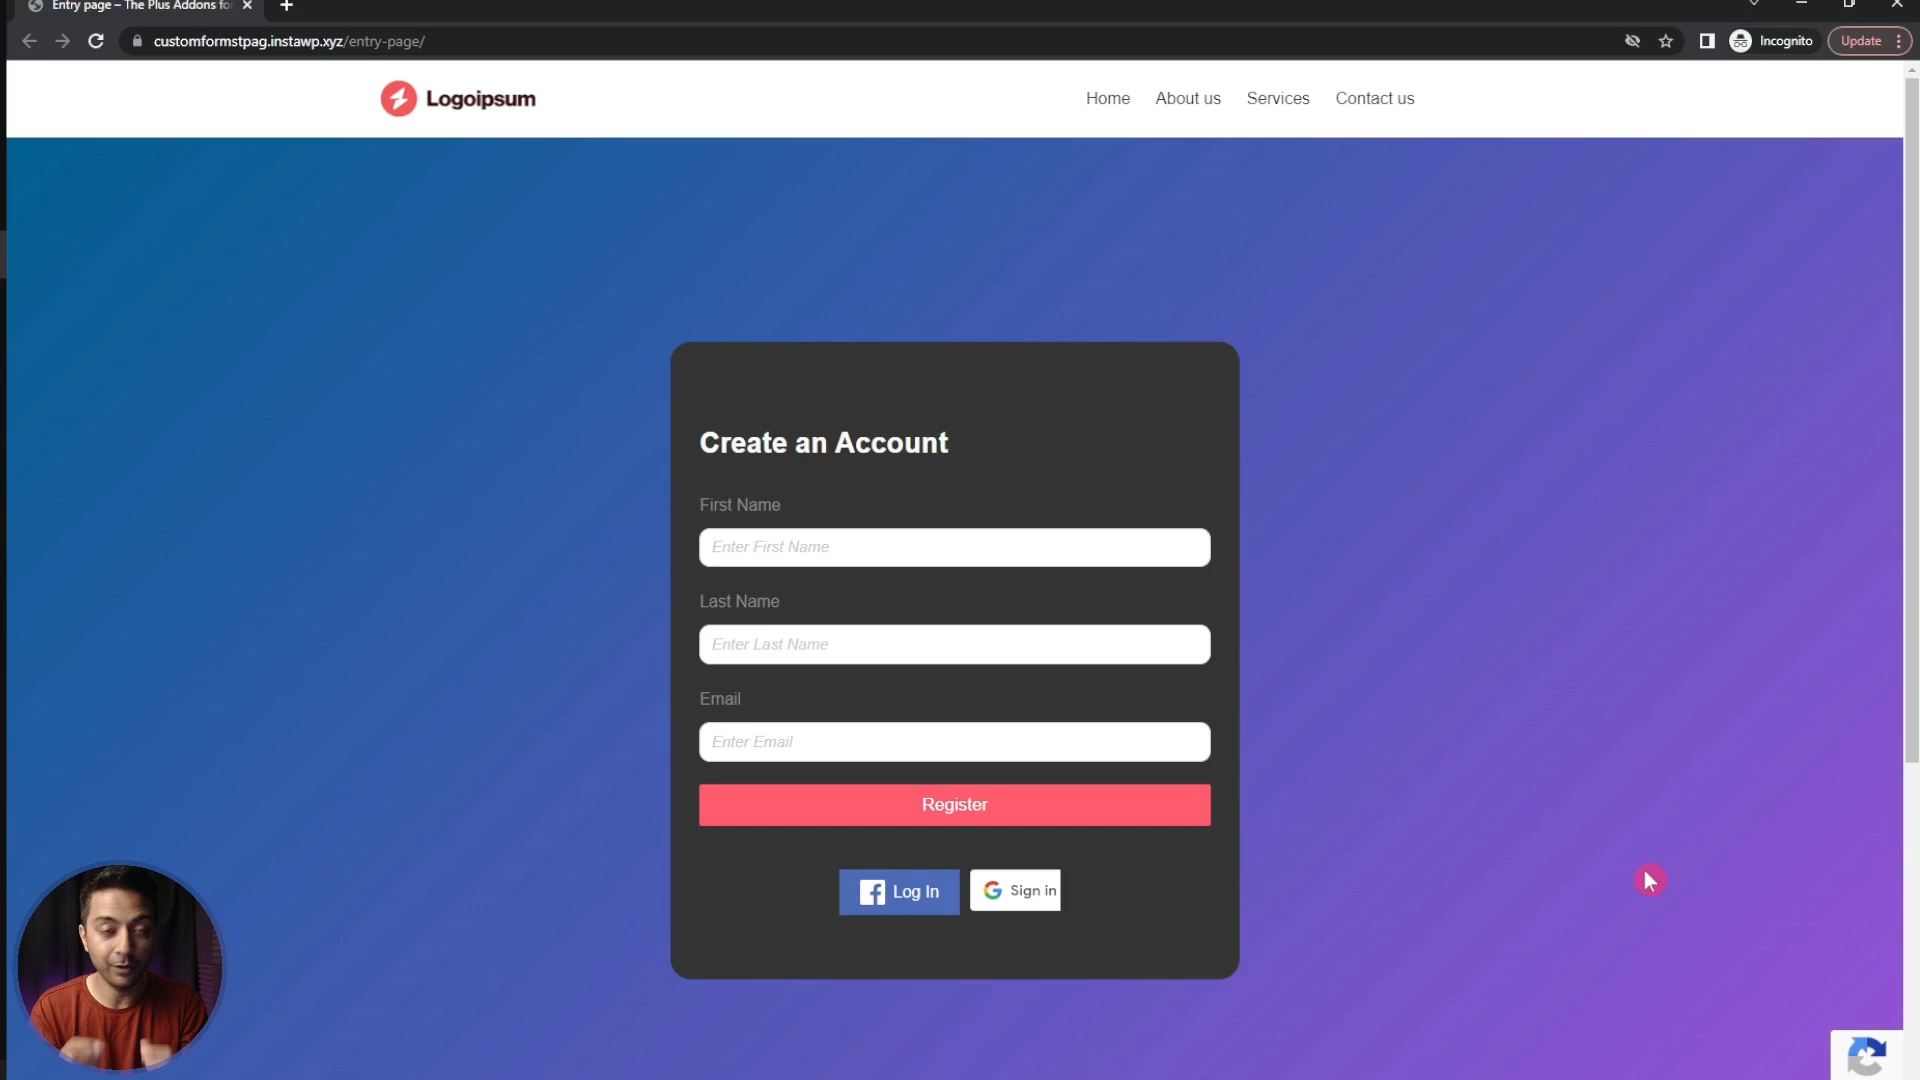 Entry page – The Plus Addons fo
customformstpag.instawp.xyz/entry-page/
Incognito
Update
Logoipsum
Home
About us
Services
Contact us
Create an Account
First Name
Enter First Name
Last Name
Enter Last Name
Email
Enter Email
Register
Log In
Sign in